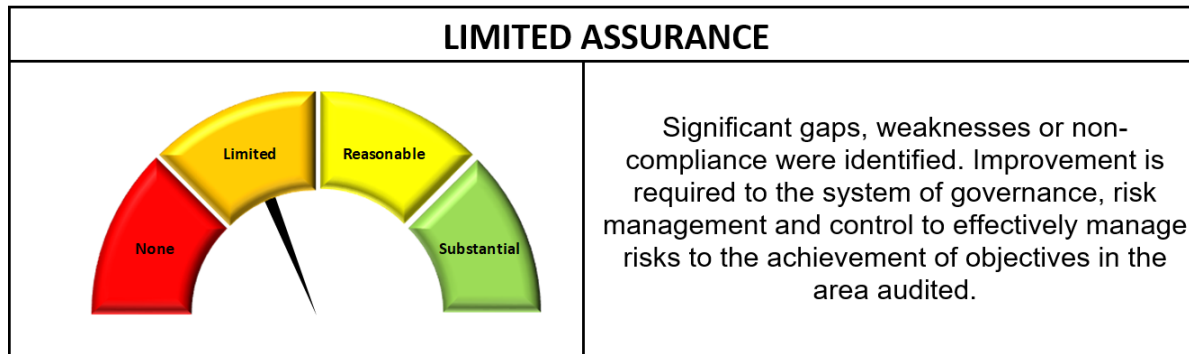 LIMITED ASSURANCE
Limited
Reasonable
None
Substantial
Significant gaps, weaknesses or non-
compliance were identified. Improvement is
required to the system of governance, risk
management and control to effectively manage
risks to the achievement of objectives in the
area audited.